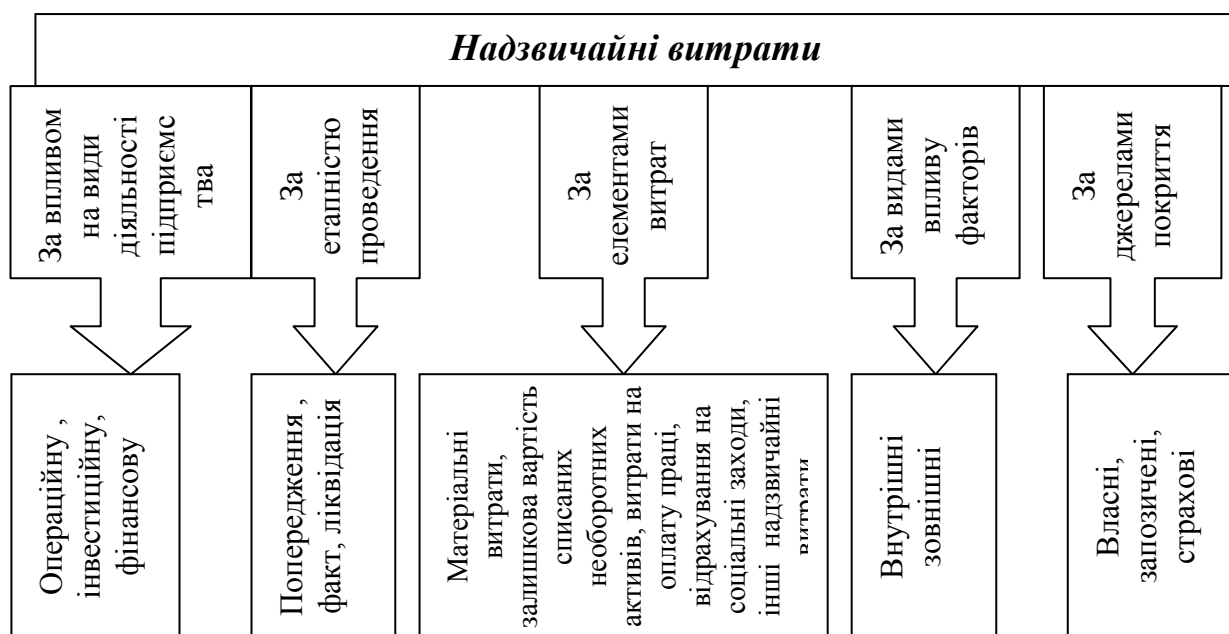 Надзвичайні витрати
За впливом
на види
діяльності
підприємс
тва
За
етапністю
проведення
За
елементами
витрат
За видами
впливу
факторів
За
джерелами
покриття
Операційну ,
інвестиційну,
фінансову
Попередження ,
факт, ліквідація
Матеріальні
витрати,
залишкова вартість
списаних
необоротних
активів, витрати на
оплату праці,
відрахування на
соціальні заходи,
інші надзвичайні
витрати
Внутрішні
зовнішні
Власні,
запозичені,
страхові